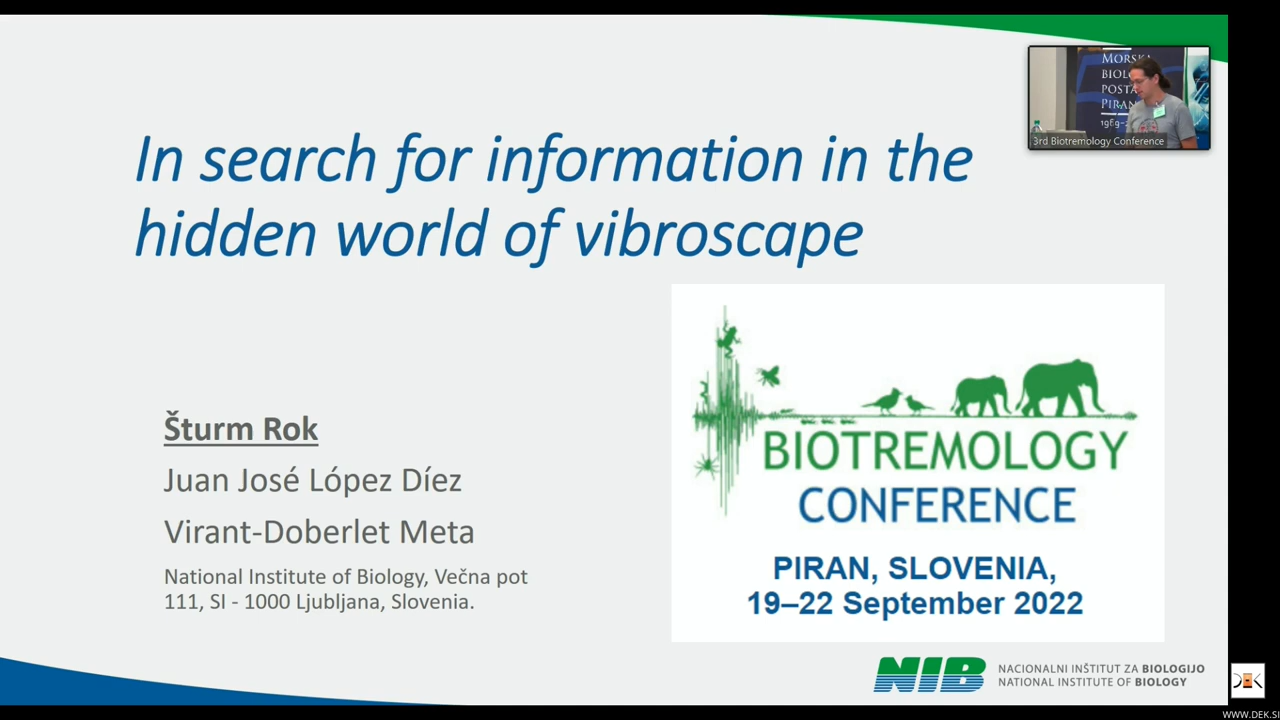 In search for information in the
hidden world of vibroscape
MORSKA
BIOL
POSTA
PIRAN
3rd Biotremology Conference
Šturm Rok
Juan José López Díez
Virant-Doberlet Meta
National Institute of Biology, Večna pot
111, SI - 1000 Ljubljana, Slovenia.
BIOTREMOLOGY
CONFERENCE
PIRAN, SLOVENIA,
19–22 September 2022
NIB
NACIONALNI INŠTITUT ZA BIOLOGIJO
NATIONAL INSTITUTE OF BIOLOGY
WWW.DEK.SI